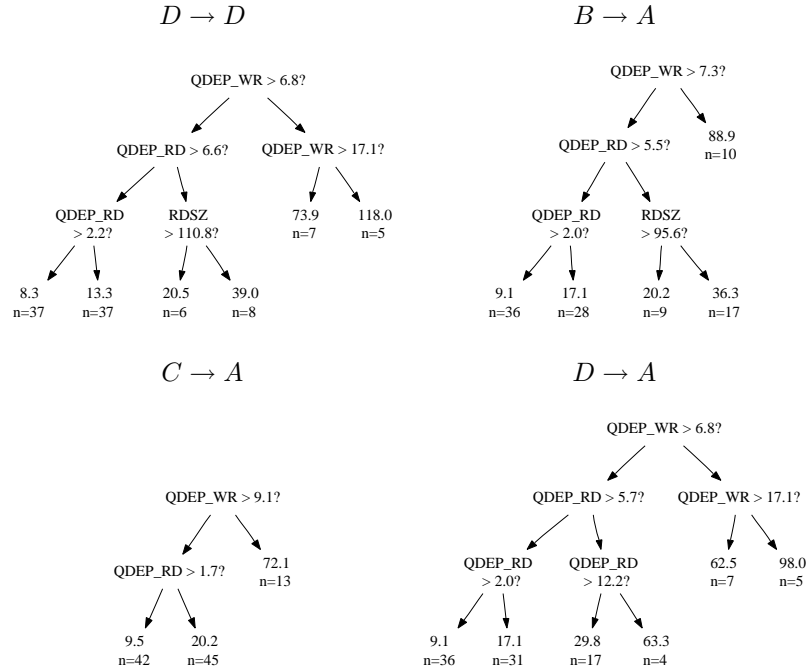 D → D
QDEP_WR > 6.8?
QDEP_RD > 6.6?
QDEP_WR > 17.1?
QDEP_RD
> 2.2?
RDSZ
> 110.8?
73.9
n=7
118.0
n=5
8.3
n=37
13.3
n=37
20.5
n=6
39.0
n=8
B → A
QDEP_WR > 7.3?
QDEP_RD > 5.5?
88.9
n=10
QDEP_RD
> 2.0?
RDSZ
> 95.6?
9.1
n=36
17.1
n=28
20.2
n=9
36.3
n=17
C → A
QDEP_WR > 9.1?
QDEP_RD > 1.7?
72.1
n=13
9.5
n=42
20.2
n=45
D → A
QDEP_WR > 6.8?
QDEP_RD > 5.7?
QDEP_WR > 17.1?
QDEP_RD
> 2.0?
QDEP_RD
> 12.2?
62.5
n=7
98.0
n=5
9.1
n=36
17.1
n=31
29.8
n=17
63.3
n=4